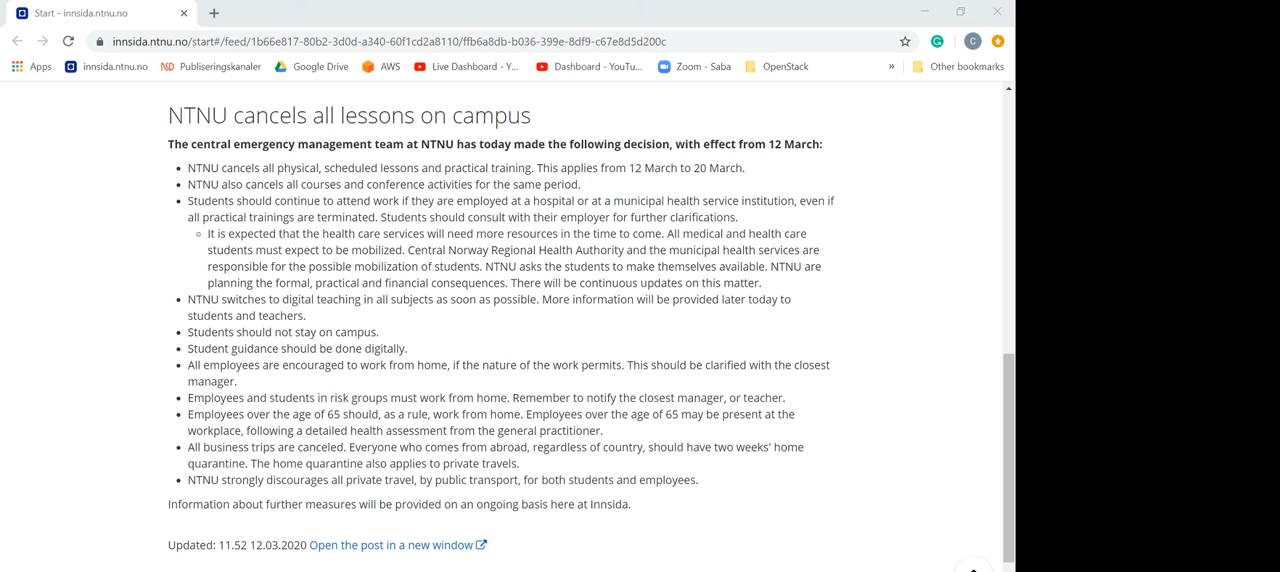 Start - innsida.ntnu.no
innsida.ntnu.no/start#/feed/1b66e817-80b2-3d0d-a340-60f1cd2a8110/ffb6a8db-b036-399e-8df9-c67e8d5d200c
C
Apps innsida.ntnu.no Publiseringskanaler Google Drive AWS Live Dashboard - Y... Dashboard - YouTu... Zoom - Saba OpenStack » Other bookmarks
NTNU cancels all lessons on campus
The central emergency management team at NTNU has today made the following decision, with effect from 12 March:
• NTNU cancels all physical, scheduled lessons and practical training. This applies from 12 March to 20 March.
• NTNU also cancels all courses and conference activities for the same period.
• Students should continue to attend work if they are employed at a hospital or at a municipal health service institution, even if
all practical trainings are terminated. Students should consult with their employer for further clarifications.
◦ It is expected that the health care services will need more resources in the time to come. All medical and health care
students must expect to be mobilized. Central Norway Regional Health Authority and the municipal health services are
responsible for the possible mobilization of students. NTNU asks the students to make themselves available. NTNU are
planning the formal, practical and financial consequences. There will be continuous updates on this matter.
• NTNU switches to digital teaching in all subjects as soon as possible. More information will be provided later today to
students and teachers.
• Students should not stay on campus.
• Student guidance should be done digitally.
• All employees are encouraged to work from home, if the nature of the work permits. This should be clarified with the closest
manager.
• Employees and students in risk groups must work from home. Remember to notify the closest manager, or teacher.
• Employees over the age of 65 should, as a rule, work from home. Employees over the age of 65 may be present at the
workplace, following a detailed health assessment from the general practitioner.
• All business trips are canceled. Everyone who comes from abroad, regardless of country, should have two weeks' home
quarantine. The home quarantine also applies to private travels.
• NTNU strongly discourages all private travel, by public transport, for both students and employees.
Information about further measures will be provided on an ongoing basis here at Innsida.
Updated: 11.52 12.03.2020 Open the post in a new window